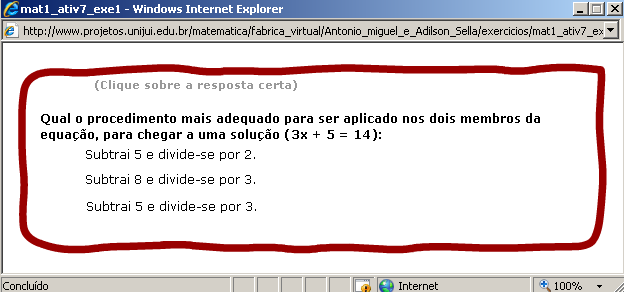 mat1_ativ7_exe1 - Windows Internet Explorer
http://www.projetos.unijui.edu.br/matematica/fabrica_virtual/Antonio_miguel_e_Adilson_Sella/exercicios/mat1_ativ7_ex
(Clique sobre a resposta certa)
Qual o procedimento mais adequado para ser aplicado nos dois membros da
equação, para chegar a uma solução (3x + 5 = 14):
Subtrai 5 e divide-se por 2.
Subtrai 8 e divide-se por 3.
Subtrai 5 e divide-se por 3.
Concluído Internet 100%